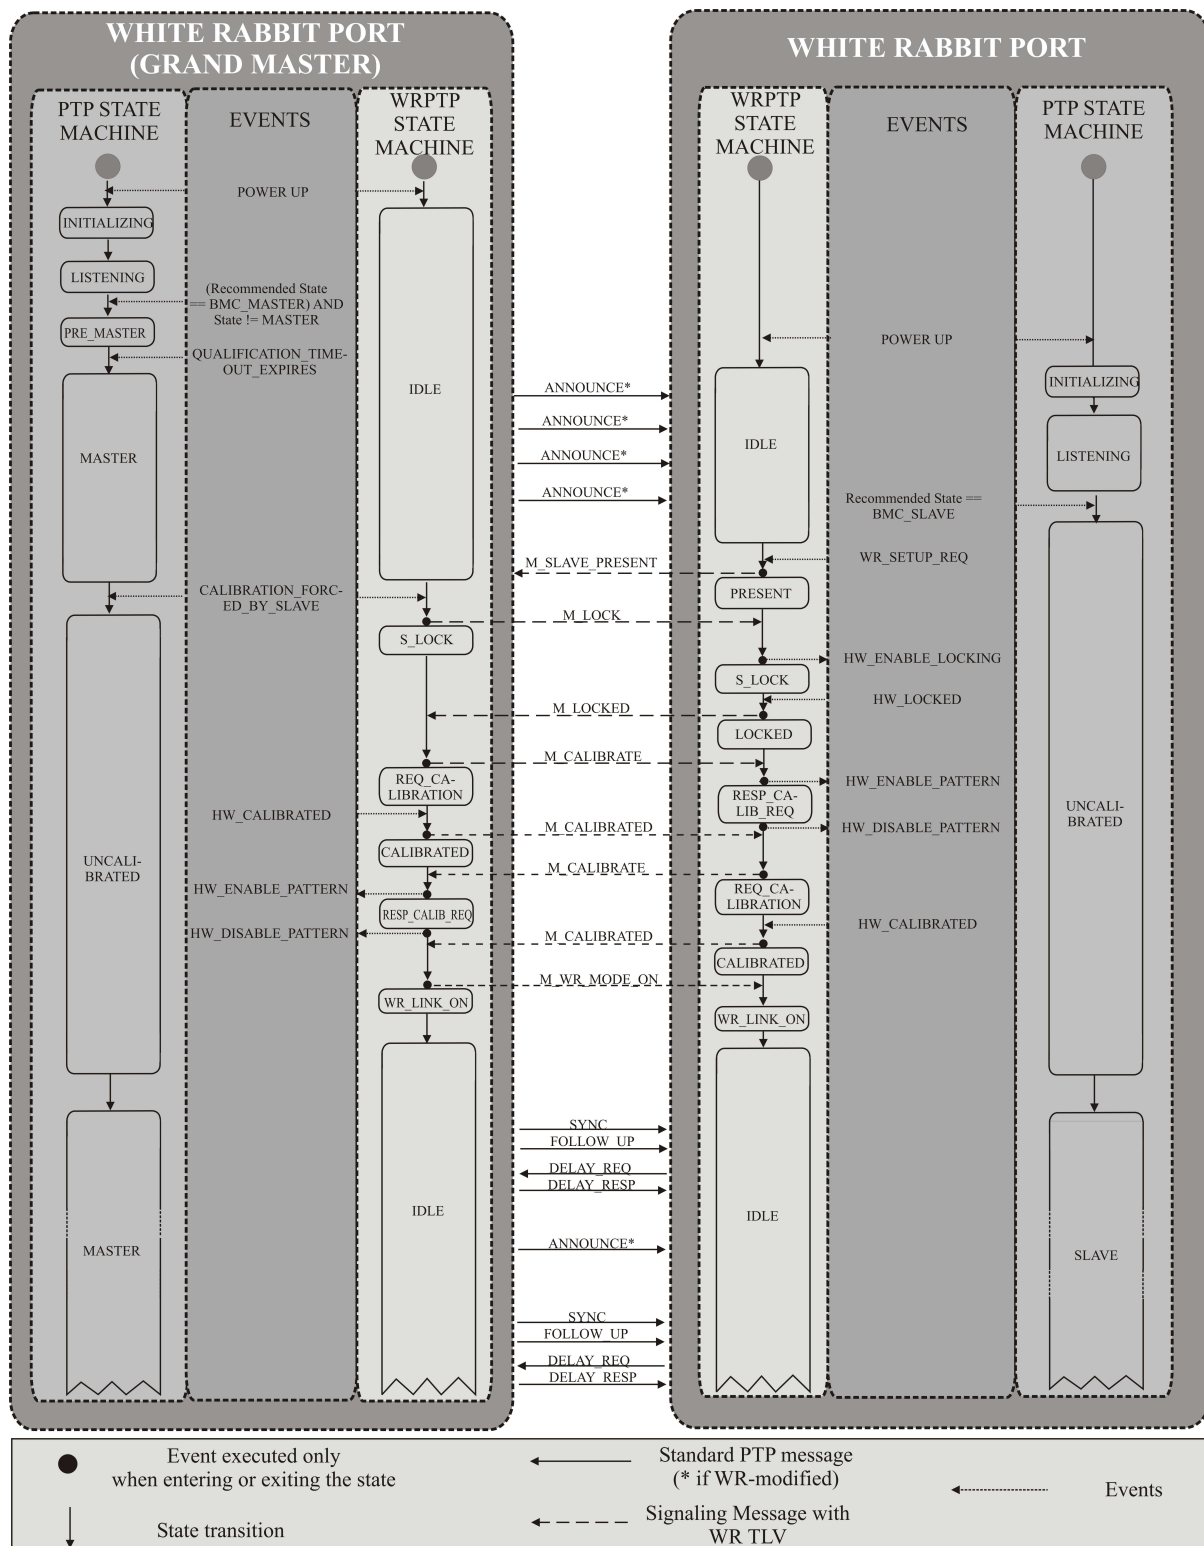 WHITE RABBIT PORT
(GRAND MASTER)
PTP STATE
MACHINE
EVENTS
WRPTP
STATE
MACHINE
POWER UP
INITIALIZING
LISTENING
(Recommended State
== BMC_MASTER) AND
State != MASTER
PRE_MASTER
QUALIFICATION_TIME-
OUT_EXPIRES
IDLE
MASTER
CALIBRATION_FORC-
ED_BY_SLAVE
S_LOCK
REQ_CA-
LIBRATION
HW_CALIBRATED
CALIBRATED
UNCALI-
BRATED
HW_ENABLE_PATTERN
RESP_CALIB_REQ
HW_DISABLE_PATTERN
WR_LINK_ON
IDLE
MASTER
ANNOUNCE*
ANNOUNCE*
ANNOUNCE*
ANNOUNCE*
M_SLAVE_PRESENT
M_LOCK
M_LOCKED
M_CALIBRATE
M_CALIBRATED
M_CALIBRATE
M_CALIBRATED
M_WR_MODE_ON
SYNC
FOLLOW_UP
DELAY_REQ
DELAY_RESP
ANNOUNCE*
SYNC
FOLLOW_UP
DELAY_REQ
DELAY_RESP
WHITE RABBIT PORT
WRPTP
STATE
MACHINE
EVENTS
PTP STATE
MACHINE
POWER UP
INITIALIZING
IDLE
LISTENING
Recommended State ==
BMC_SLAVE
WR_SETUP_REQ
PRESENT
HW_ENABLE_LOCKING
S_LOCK
HW_LOCKED
LOCKED
HW_ENABLE_PATTERN
RESP_CA-
LIB_REQ
UNCALI-
BRATED
HW_DISABLE_PATTERN
REQ_CA-
LIBRATION
HW_CALIBRATED
CALIBRATED
WR_LINK_ON
IDLE
SLAVE
Event executed only
when entering or exiting the state
State transition
Standard PTP message
(* if WR-modified)
Signaling Message with
WR TLV
Events